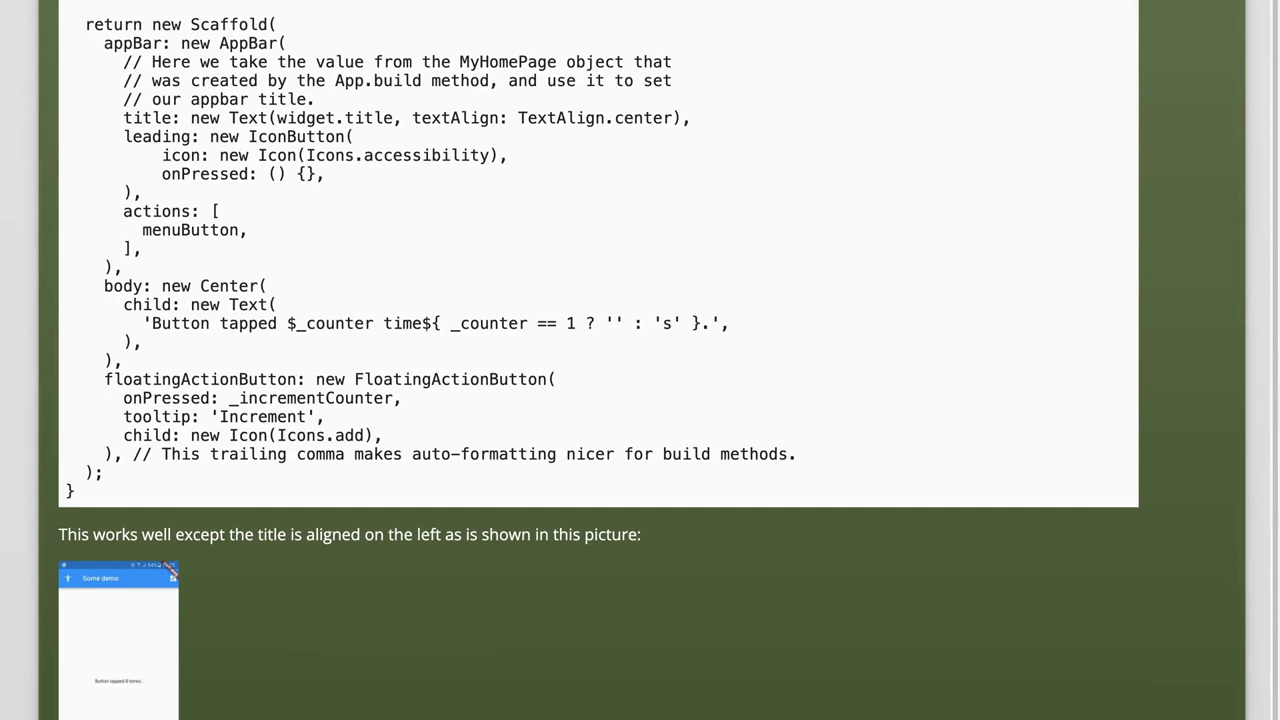 return new Scaffold(
appBar: new AppBar(
// Here we take the value from the MyHomePage object that
// was created by the App.build method, and use it to set
// our appbar title.
title: new Text(widget.title, textAlign: TextAlign.center),
leading: new IconButton(
icon: new Icon(Icons.accessibility),
onPressed: () {},
),
actions: [
menuButton,
],
),
body: new Center(
child: new Text(
'Button tapped $_counter time${ _counter == 1 ? '' : 's' }.',
),
),
floatingActionButton: new FloatingActionButton(
onPressed: _incrementCounter,
tooltip: 'Increment',
child: new Icon(Icons.add),
), // This trailing comma makes auto-formatting nicer for build methods.
);
}
This works well except the title is aligned on the left as is shown in this picture:
Some demo
Button tapped 0 times.